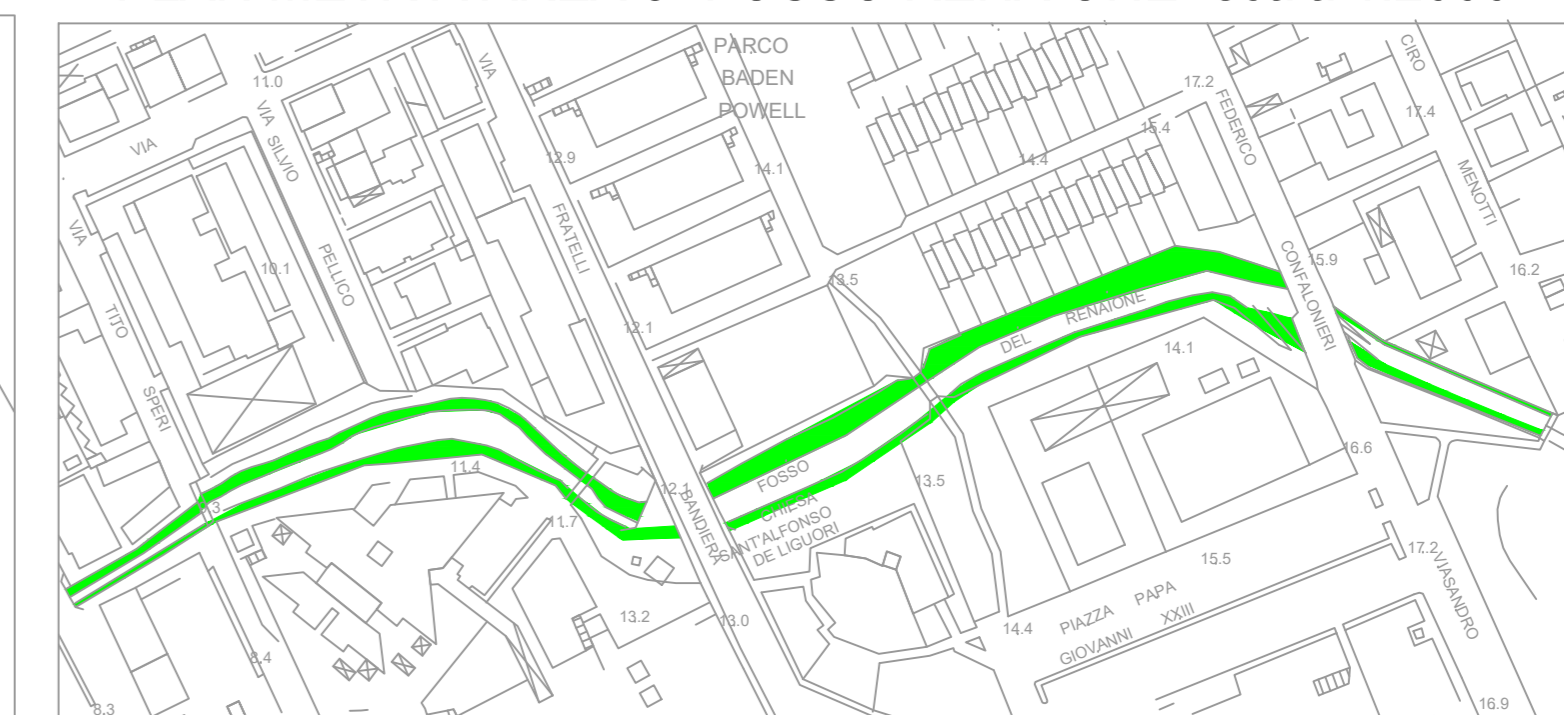 PARCO
BADEN
POWELL
11.0
VIA
17.2
CIRO
17.4
VIA SILVIO
PELLICO
VIA
12.9
14.1
15.4
14.4
FEDERICO
CONFALONIERI
MENOTTI
FRATELLI
BANDIERA
VIA
TITO
SPERI
10.1
13.5
15.9
16.2
12.1
DEL
RENAIONE
14.1
11.4
FOSSO
12.1
13.5
16.6
CHIESA
SANT'ALFONSO
DE LIGUORI
11.7
17.2
15.5
VIASANDRO
13.2
13.0
14.4
PIAZZA PAPA
GIOVANNI XXIII
8.4
8.3
16.9